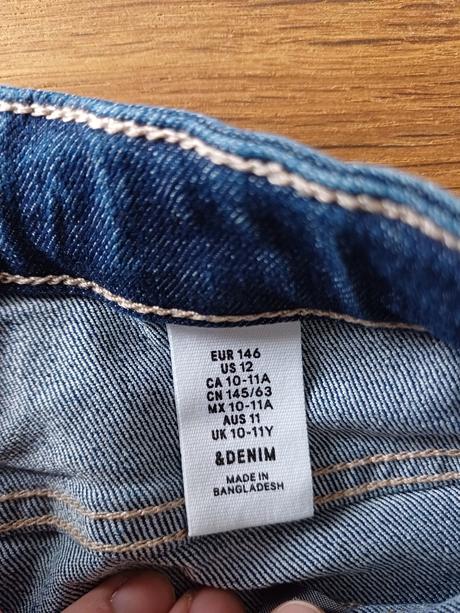 EUR 146
US 12
CA 10-11A
CN 145/63
MX 10-11A
AUS 11
UK 10-11Y
&DENIM
MADE IN
BANGLADESH